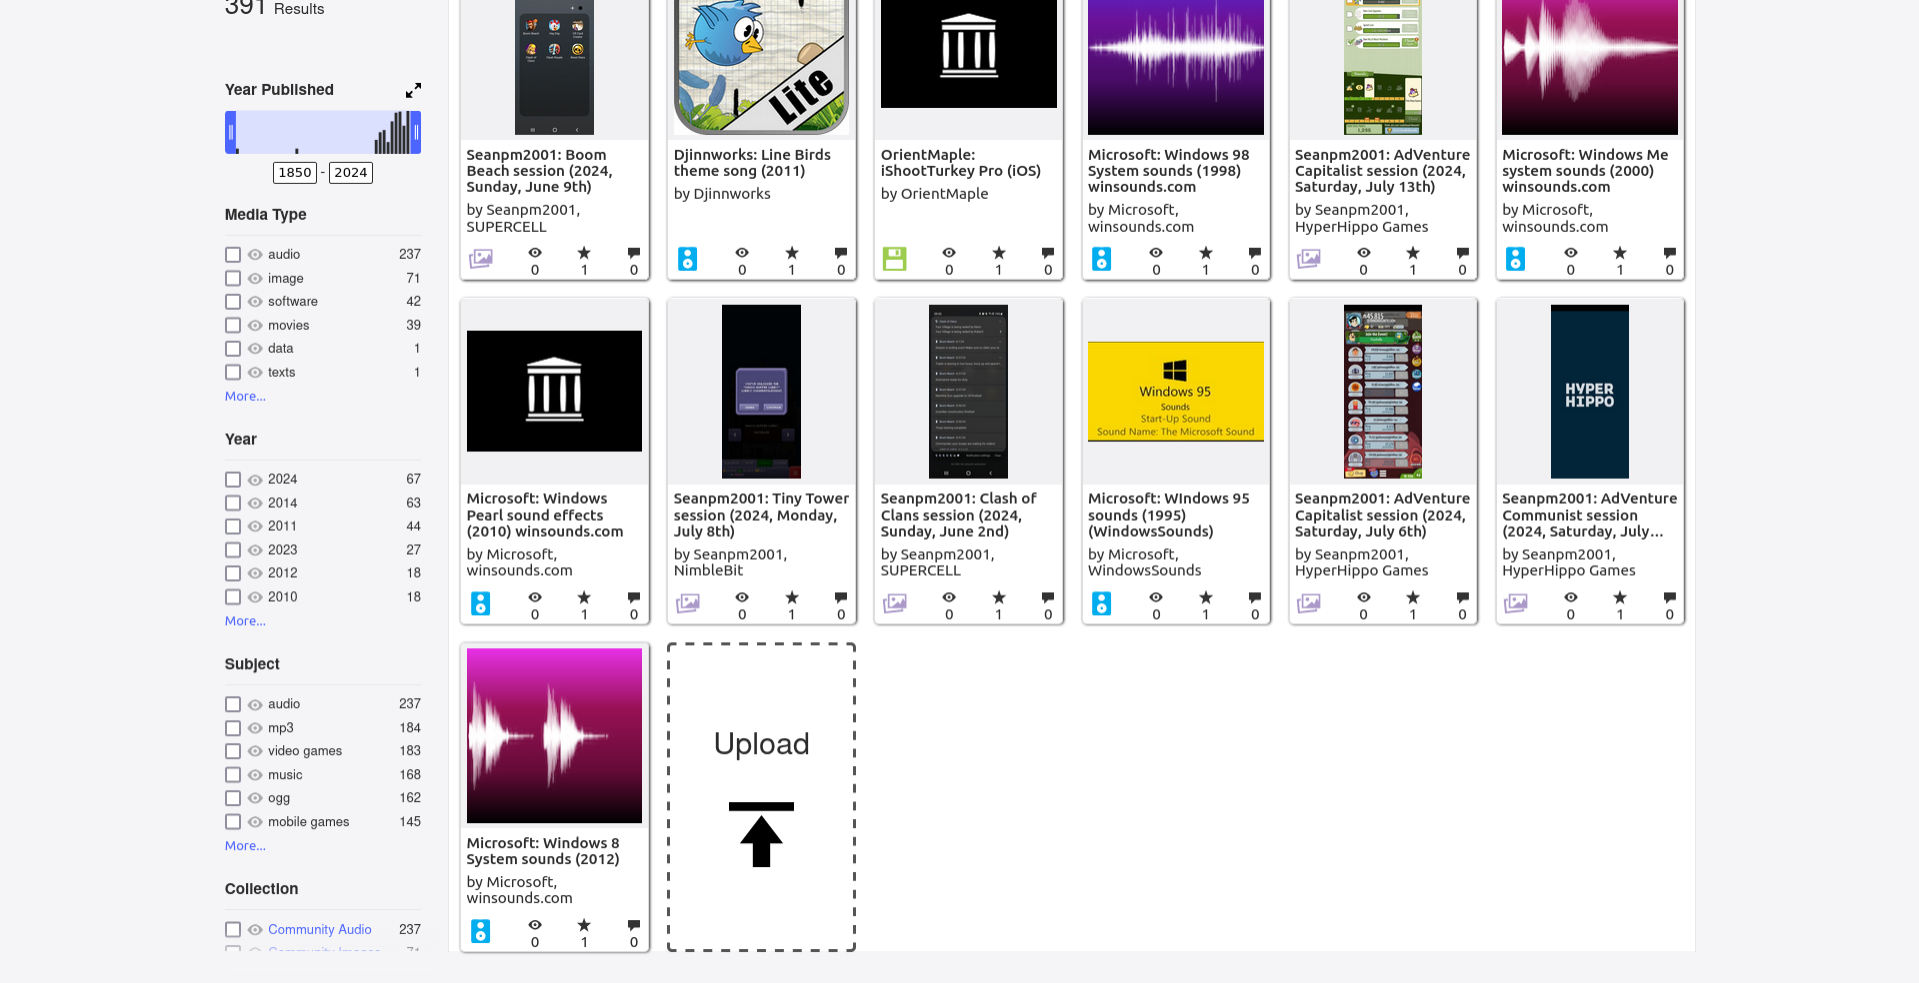 391 Results
Year Published
1850 - 2024
Media Type
audio 237
image 71
software 42
movies 39
data 1
texts 1
More...
Year
2024 67
2014 63
2011 44
2023 27
2012 18
2010 18
More...
Subject
audio 237
mp3 184
video games 183
music 168
ogg 162
mobile games 145
More...
Collection
Community Audio 237
Community Images 71
Seanpm2001: Boom
Beach session (2024,
Sunday, June 9th)
by Seanpm2001,
SUPERCELL
0 1 0
Lite
Djinnworks: Line Birds
theme song (2011)
by Djinnworks
0 1 0
OrientMaple:
iShootTurkey Pro (iOS)
by OrientMaple
0 1 0
Microsoft: Windows 98
System sounds (1998)
winsounds.com
by Microsoft,
winsounds.com
0 1 0
Seanpm2001: AdVenture
Capitalist session (2024,
Saturday, July 13th)
by Seanpm2001,
HyperHippo Games
0 1 0
Microsoft: Windows Me
system sounds (2000)
winsounds.com
by Microsoft,
winsounds.com
0 1 0
Microsoft: Windows
Pearl sound effects
(2010) winsounds.com
by Microsoft,
winsounds.com
0 1 0
Seanpm2001: Tiny Tower
session (2024, Monday,
July 8th)
by Seanpm2001,
NimbleBit
0 1 0
Seanpm2001: Clash of
Clans session (2024,
Sunday, June 2nd)
by Seanpm2001,
SUPERCELL
0 1 0
Windows 95
Sounds
Start-Up Sound
Sound Name: The Microsoft Sound
Microsoft: WIndows 95
sounds (1995)
(WindowsSounds)
by Microsoft,
WindowsSounds
0 1 0
Seanpm2001: AdVenture
Capitalist session (2024,
Saturday, July 6th)
by Seanpm2001,
HyperHippo Games
0 1 0
HYPER
HIPPO
Seanpm2001: AdVenture
Communist session
(2024, Saturday, July...
by Seanpm2001,
HyperHippo Games
0 1 0
Microsoft: Windows 8
System sounds (2012)
by Microsoft,
winsounds.com
0 1 0
Upload